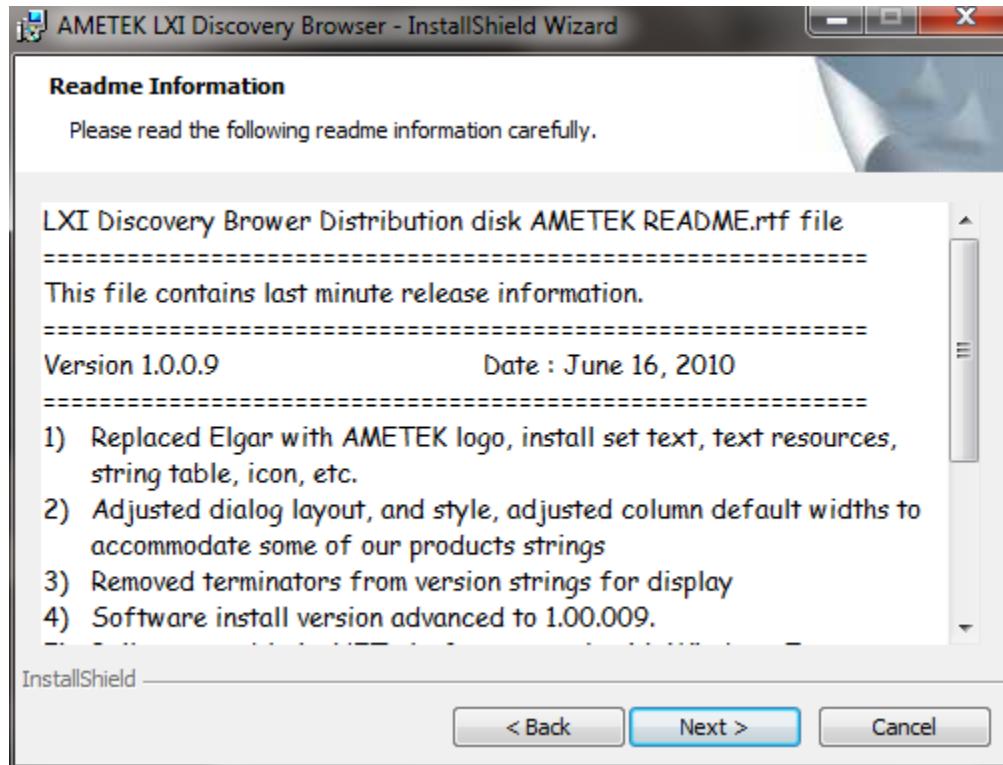 AMETEK LXI Discovery Browser - InstallShield Wizard
Readme Information
Please read the following readme information carefully.
LXI Discovery Brower Distribution disk AMETEK README.rtf file
===========================================================
This file contains last minute release information.
===========================================================
Version 1.0.0.9 Date : June 16, 2010
===========================================================
1) Replaced Elgar with AMETEK logo, install set text, text resources,
string table, icon, etc.
2) Adjusted dialog layout, and style, adjusted column default widths to
accommodate some of our products strings
3) Removed terminators from version strings for display
4) Software install version advanced to 1.00.009.
InstallShield
< Back
Next >
Cancel